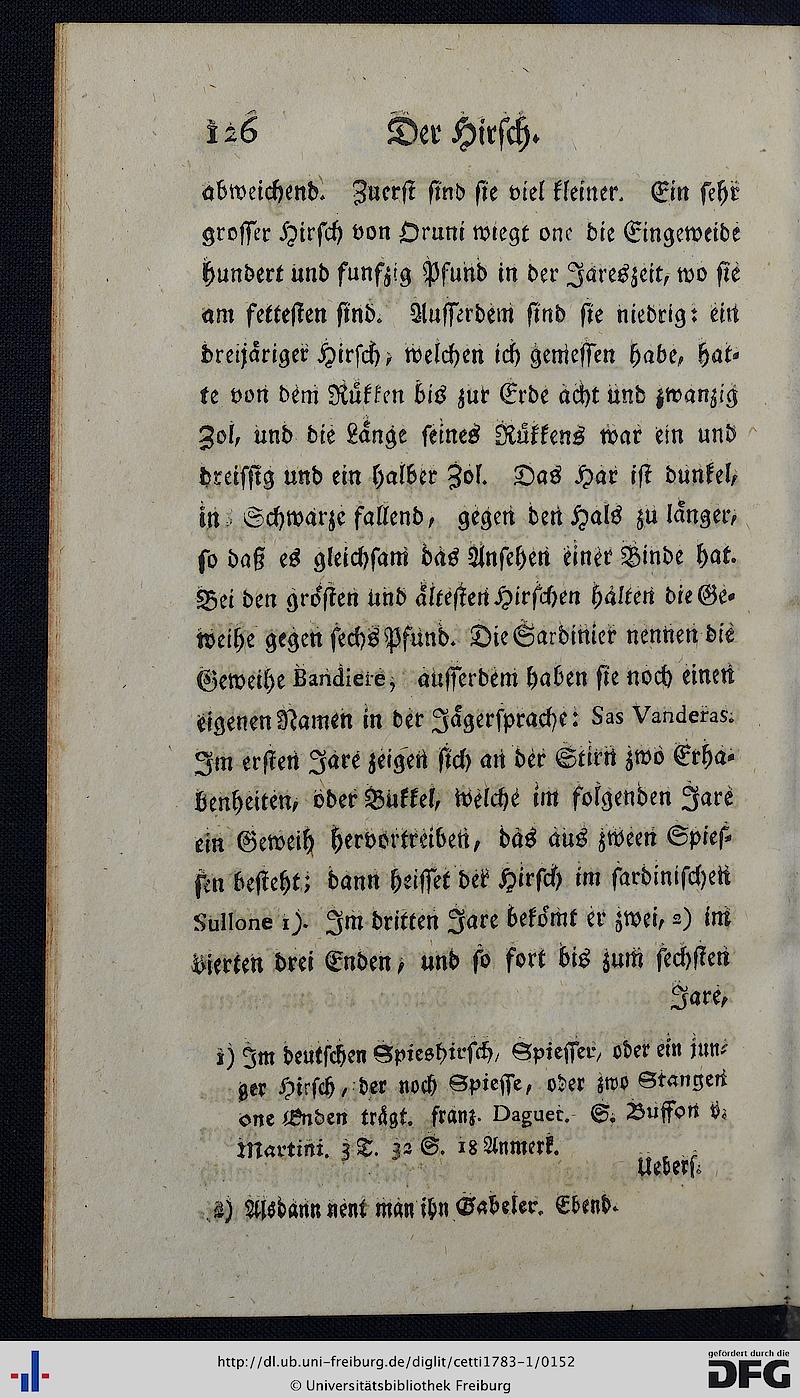 126 Der Hirsch.
abweichend. Zuerst sind sie viel kleiner. Ein sehr
grosser Hirsch von Oruni wiegt one die Eingeweide
hundert und funfzig Pfund in der Jareszeit, wo sie
am fettesten sind. Ausserdem sind sie niedrig: ein
dreijäriger Hirsch, welchen ich geniessen habe, hat-
te von dem Rükken bis zur Erde acht und zwanzig
Zol, und die Länge seines Rükkens war ein und
dreissig und ein halber Zol. Das Har ist dunkel,
in Schwarze fallend, gegen den Hals zu länger,
so daß es gleichsam das Ansehen einer Binde hat.
Bei den grösten und ältesten Hirschen halten die Ge-
weihe gegen sechs Pfund. Die Sardinier nennen die
Geweihe Bandiere, ausserdem haben sie noch einen
eigenen Namen in der Jägersprache: Sas Vanderas.
Im ersten Jare zeigen sich an der Stirn zwo Erha-
benheiten, oder Bukkel, welche im folgenden Jare
ein Geweih hervortreiben, das aus zween Spies-
sen besteht; dann heisset der Hirsch im sardinischen
Sullone 1). Im dritten Jare bekömt er zwei, 2) im
vierten drei Enden, und so fort bis zum sechsten
Jare,
1) Im deutschen Spieshirsch, Spiesser, oder ein jun-
ger Hirsch, der noch Spiesse, oder zwo Stangen
one Enden trägt. franz. Daguet. S. Buffon v.
Martini. 3 T. 32 S. 18 Anmerk.
Uebers.
2) Alsdann nent man ihn Gabeler. Ebend.
http://dl.ub.uni-freiburg.de/diglit/cetti1783-1/0152
© Universitätsbibliothek Freiburg
gefördert durch die
DFG